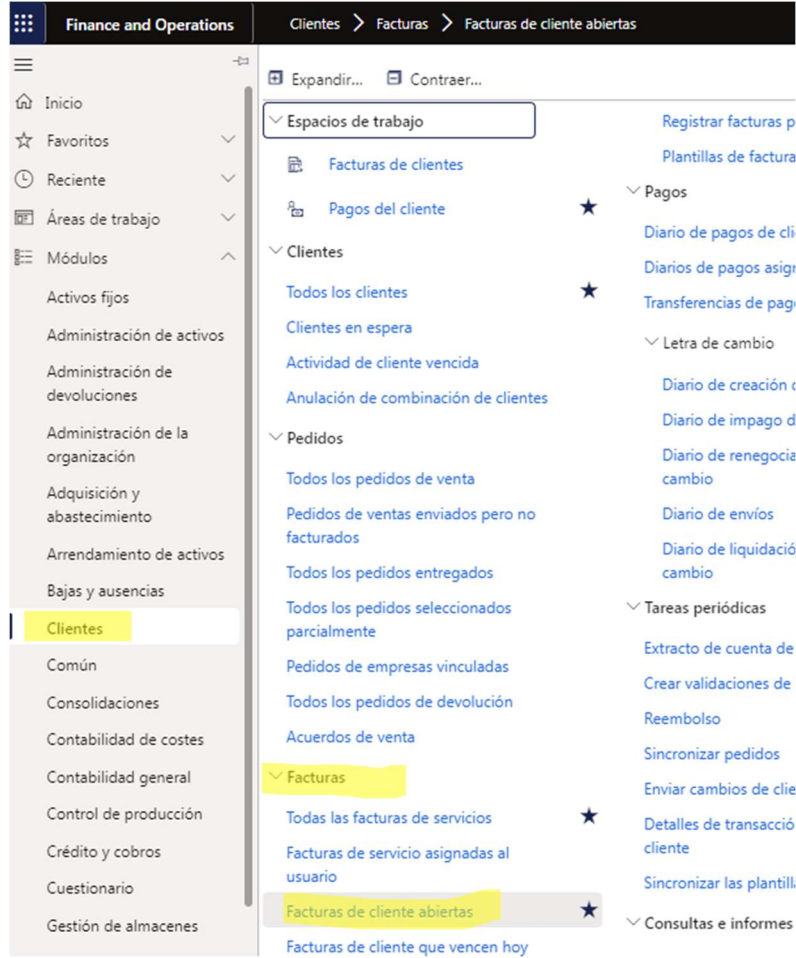 Finance and Operations
Clientes > Facturas > Facturas de cliente abiertas
Inicio
Favoritos
Reciente
Áreas de trabajo
Módulos
Activos fijos
Administración de activos
Administración de
devoluciones
Administración de la
organización
Adquisición y
abastecimiento
Arrendamiento de activos
Bajas y ausencias
Clientes
Común
Consolidaciones
Contabilidad de costes
Contabilidad general
Control de producción
Crédito y cobros
Cuestionario
Gestión de almacenes
Expandir...
Contraer...
Espacios de trabajo
Facturas de clientes
Pagos del cliente
Clientes
Todos los clientes
Clientes en espera
Actividad de cliente vencida
Anulación de combinación de clientes
Pedidos
Todos los pedidos de venta
Pedidos de ventas enviados pero no
facturados
Todos los pedidos entregados
Todos los pedidos seleccionados
parcialmente
Pedidos de empresas vinculadas
Todos los pedidos de devolución
Acuerdos de venta
Facturas
Todas las facturas de servicios
Facturas de servicio asignadas al
usuario
Facturas de cliente abiertas
Facturas de cliente que vencen hoy
Registrar facturas p
Plantillas de factura
Pagos
Diario de pagos de cli
Diarios de pagos asign
Transferencias de pag
Letra de cambio
Diario de creación
Diario de impago d
Diario de renegocia
cambio
Diario de envíos
Diario de liquidació
cambio
Tareas periódicas
Extracto de cuenta de
Crear validaciones de
Reembolso
Sincronizar pedidos
Enviar cambios de clie
Detalles de transacció
cliente
Sincronizar las plantill
Consultas e informes